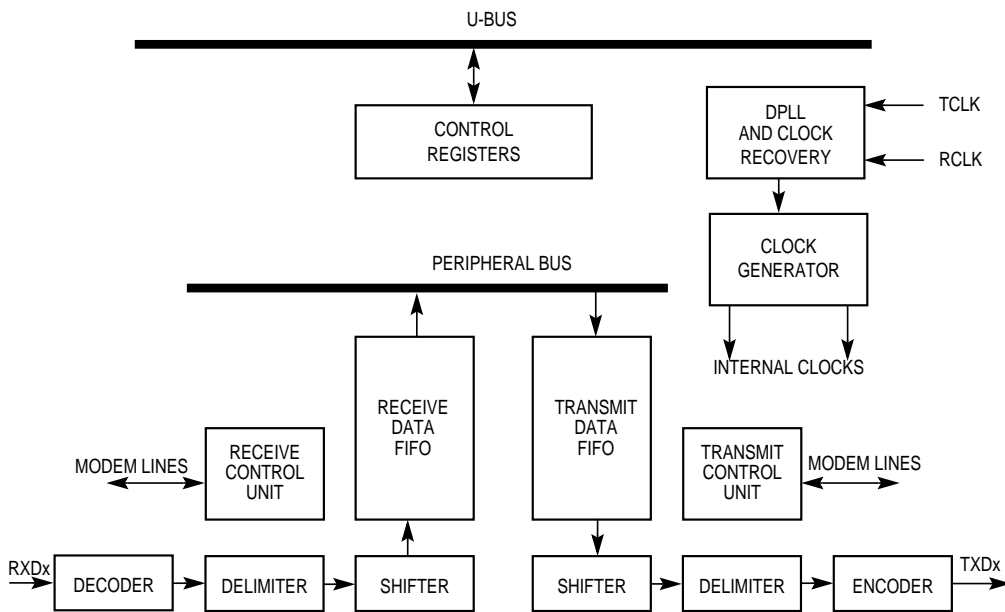 U-BUS
CONTROL
REGISTERS
DPLL
AND CLOCK
RECOVERY
TCLK
RCLK
CLOCK
GENERATOR
INTERNAL CLOCKS
PERIPHERAL BUS
RECEIVE
DATA
FIFO
TRANSMIT
DATA
FIFO
MODEM LINES
RECEIVE
CONTROL
UNIT
TRANSMIT
CONTROL
UNIT
MODEM LINES
RXDx
DECODER
DELIMITER
SHIFTER
SHIFTER
DELIMITER
ENCODER
TXDx